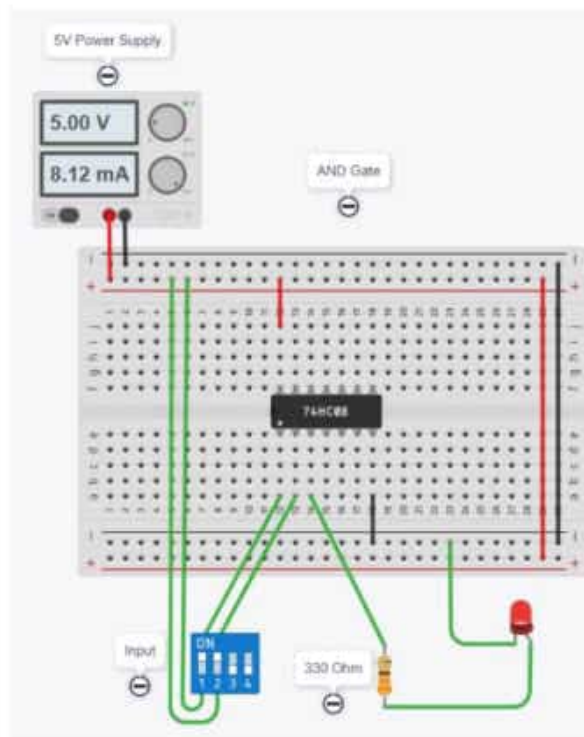 5V Power Supply
5.00 V
8.12 mA
AND Gate
74HC08
Input
ON
1 2 3 4
330 Ohm